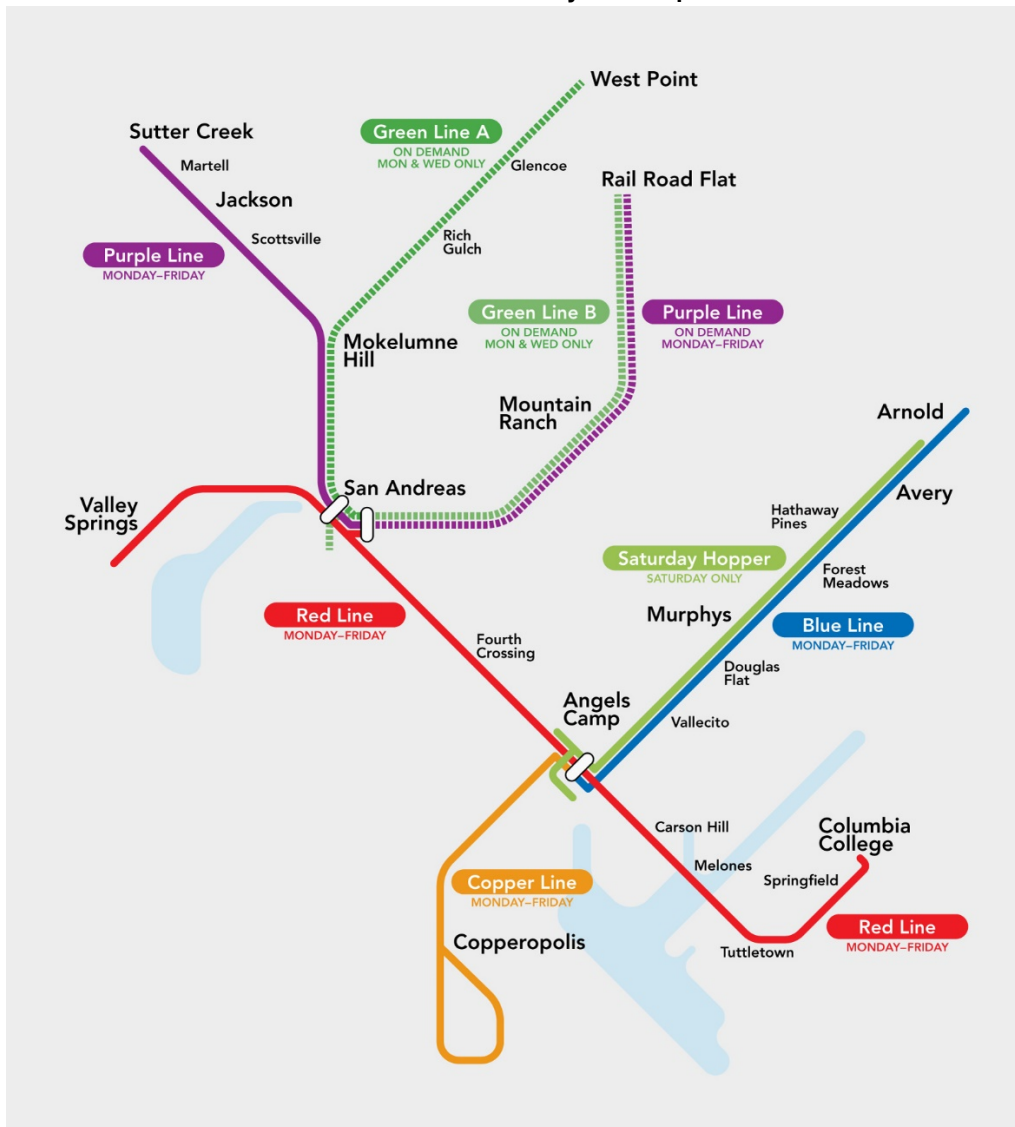 West Point
Sutter Creek
Green Line A
ON DEMAND
MON & WED ONLY
Glencoe
Martell
Rail Road Flat
Jackson
Scottsville
Rich
Gulch
Purple Line
MONDAY–FRIDAY
Green Line B
ON DEMAND
MON & WED ONLY
Purple Line
ON DEMAND
MONDAY–FRIDAY
Mokelumne
Hill
Mountain
Ranch
Arnold
San Andreas
Valley
Springs
Avery
Hathaway
Pines
Saturday Hopper
SATURDAY ONLY
Forest
Meadows
Red Line
MONDAY–FRIDAY
Murphys
Blue Line
MONDAY–FRIDAY
Fourth
Crossing
Douglas
Flat
Angels
Camp
Vallecito
Carson Hill
Columbia
College
Melones
Springfield
Copper Line
MONDAY–FRIDAY
Red Line
MONDAY–FRIDAY
Copperopolis
Tuttletown